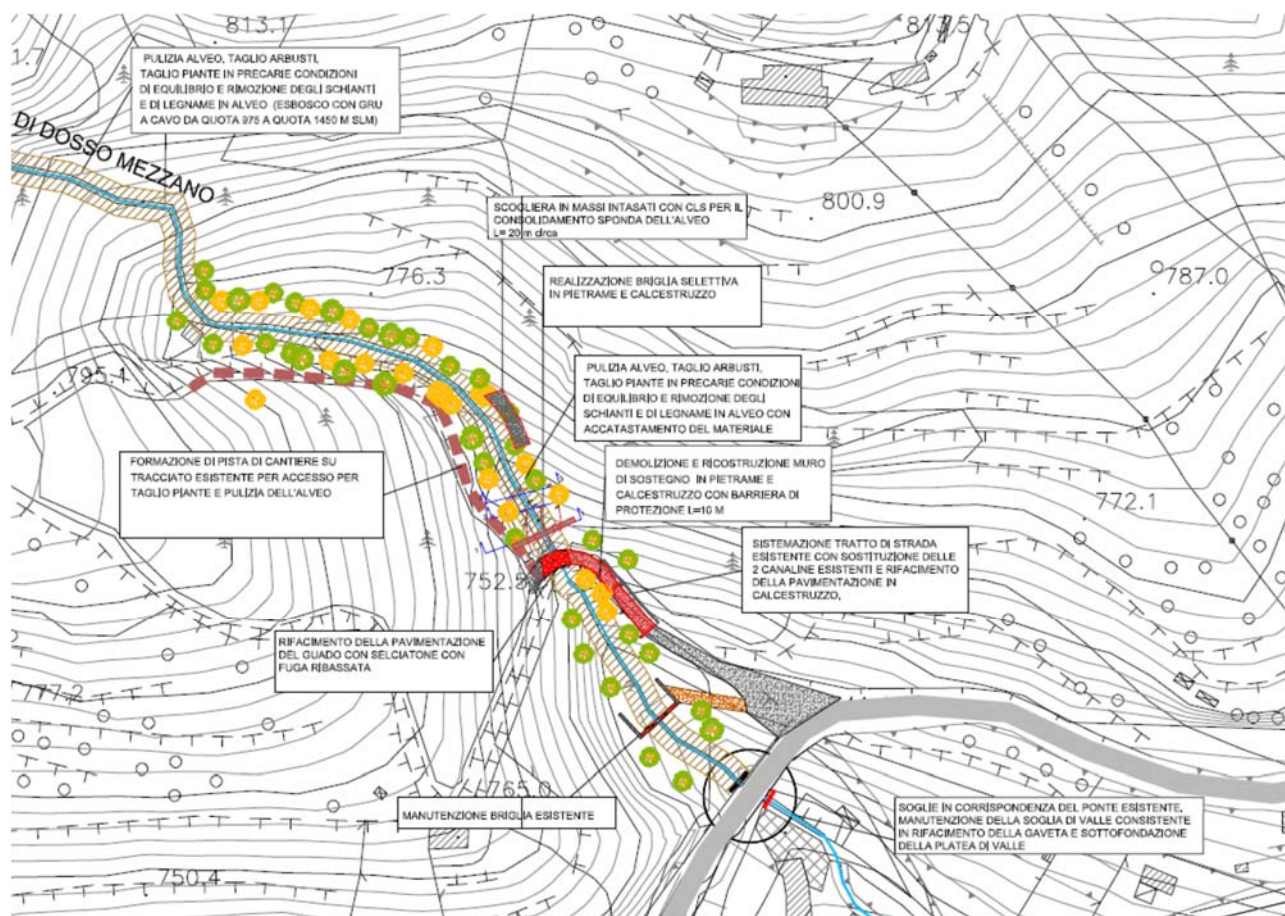 813.1
813.5
1.7
PULIZIA ALVEO, TAGLIO ARBUSTI,
TAGLIO PIANTE IN PRECARIE CONDIZIONI
DI EQUILIBRIO E RIMOZIONE DEGLI SCHIANTI
E DI LEGNAME IN ALVEO (ESBOSCO CON GRU
A CAVO DA QUOTA 975 A QUOTA 1450 M SLM)
DI DOSSO MEZZANO
SCOGLIERA IN MASSI INTASATI CON CLS PER IL
CONSOLIDAMENTO SPONDA DELL'ALVEO
L= 20 m circa
800.9
776.3
787.0
REALIZZAZIONE BRIGLIA SELETTIVA
IN PIETRAME E CALCESTRUZZO
795.1
PULIZIA ALVEO, TAGLIO ARBUSTI,
TAGLIO PIANTE IN PRECARIE CONDIZIONI
DI EQUILIBRIO E RIMOZIONE DEGLI
SCHIANTI E DI LEGNAME IN ALVEO CON
ACCATASTAMENTO DEL MATERIALE
FORMAZIONE DI PISTA DI CANTIERE SU
TRACCIATO ESISTENTE PER ACCESSO PER
TAGLIO PIANTE E PULIZIA DELL'ALVEO
DEMOLIZIONE E RICOSTRUZIONE MURO
DI SOSTEGNO IN PIETRAME E
CALCESTRUZZO CON BARRIERA DI
PROTEZIONE L=10 M
772.1
SISTEMAZIONE TRATTO DI STRADA
ESISTENTE CON SOSTITUZIONE DELLE
2 CANALINE ESISTENTI E RIFACIMENTO
DELLA PAVIMENTAZIONE IN
CALCESTRUZZO,
752.5
RIFACIMENTO DELLA PAVIMENTAZIONE
DEL GUADO CON SELCIATONE CON
FUGA RIBASSATA
777.2
765.0
MANUTENZIONE BRIGLIA ESISTENTE
SOGLIE IN CORRISPONDENZA DEL PONTE ESISTENTE,
MANUTENZIONE DELLA SOGLIA DI VALLE CONSISTENTE
IN RIFACIMENTO DELLA GAVETA E SOTTOFONDAZIONE
DELLA PLATEA DI VALLE
750.4